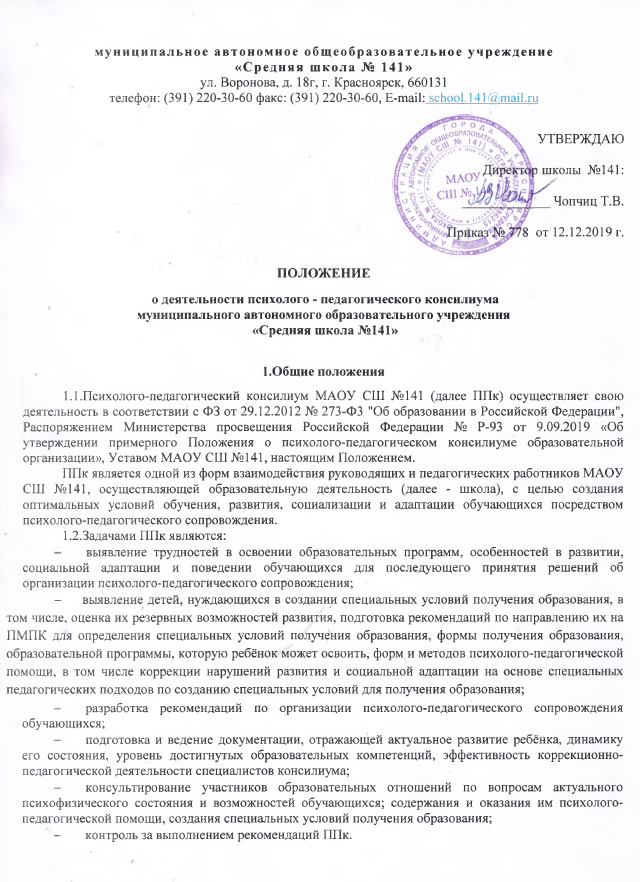 муниципальное автономное общеобразовательное учреждение
«Средняя школа № 141»
ул. Воронова, д. 18г, г. Красноярск, 660131
телефон: (391) 220-30-60 факс: (391) 220-30-60, E-mail: school.141@mail.ru
УТВЕРЖДАЮ
Директор школы №141:
МАОУ
СШ № 141
Чопчиц Т.В.
Приказ № 778 от 12.12.2019 г.
ПОЛОЖЕНИЕ
о деятельности психолого - педагогического консилиума
муниципального автономного образовательного учреждения
«Средняя школа №141»
1.Общие положения
1.1.Психолого-педагогический консилиум МАОУ СШ №141 (далее ППк) осуществляет свою
деятельность в соответствии с ФЗ от 29.12.2012 № 273-ФЗ "Об образовании в Российской Федерации",
Распоряжением Министерства просвещения Российской Федерации № Р-93 от 9.09.2019 «Об
утверждении примерного Положения о психолого-педагогическом консилиуме образовательной
организации», Уставом МАОУ СШ №141, настоящим Положением.
ППк является одной из форм взаимодействия руководящих и педагогических работников МАОУ
СШ №141, осуществляющей образовательную деятельность (далее - школа), с целью создания
оптимальных условий обучения, развития, социализации и адаптации обучающихся посредством
психолого-педагогического сопровождения.
1.2.Задачами ППк являются:
– выявление трудностей в освоении образовательных программ, особенностей в развитии,
социальной адаптации и поведении обучающихся для последующего принятия решений об
организации психолого-педагогического сопровождения;
– выявление детей, нуждающихся в создании специальных условий получения образования, в
том числе, оценка их резервных возможностей развития, подготовка рекомендаций по направлению их на
ПМПК для определения специальных условий получения образования, формы получения образования,
образовательной программы, которую ребёнок может освоить, форм и методов психолого-педагогической
помощи, в том числе коррекции нарушений развития и социальной адаптации на основе специальных
педагогических подходов по созданию специальных условий для получения образования;
– разработка рекомендаций по организации психолого-педагогического сопровождения
обучающихся;
– подготовка и ведение документации, отражающей актуальное развитие ребёнка, динамику
его состояния, уровень достигнутых образовательных компетенций, эффективность коррекционно-
педагогической деятельности специалистов консилиума;
– консультирование участников образовательных отношений по вопросам актуального
психофизического состояния и возможностей обучающихся; содержания и оказания им психолого-
педагогической помощи, создания специальных условий получения образования;
– контроль за выполнением рекомендаций ППк.